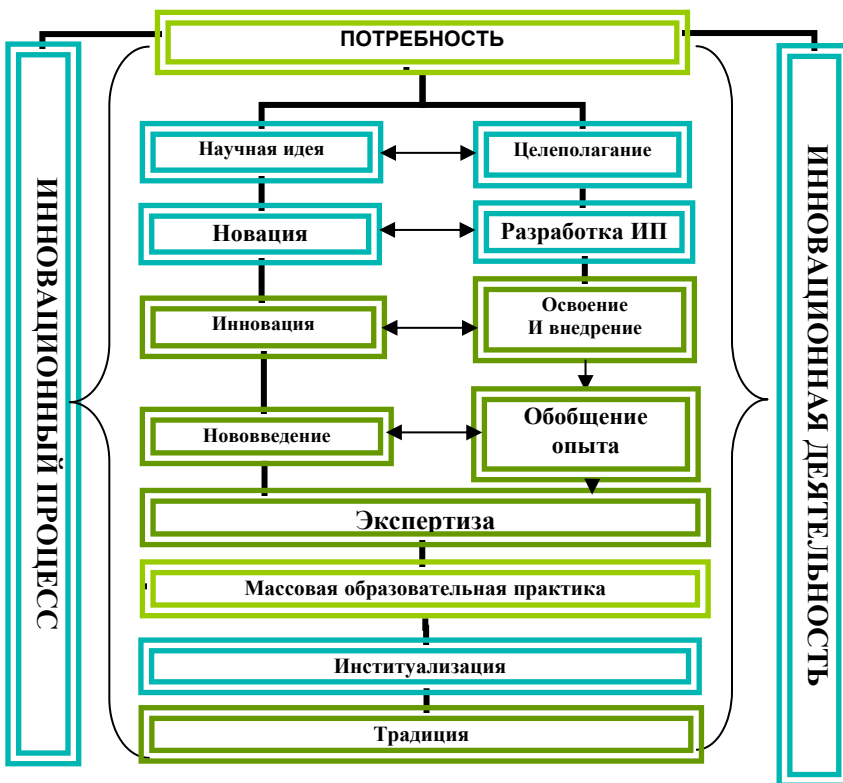 ПОТРЕБНОСТЬ
ИННОВАЦИОННЫЙ ПРОЦЕСС
Научная идея
Целеполагание
Новация
Разработка ИП
Инновация
Освоение
И внедрение
Нововведение
Обобщение
опыта
Экспертиза
Массовая образовательная практика
Институализация
Традиция
ИННОВАЦИОННАЯ ДЕЯТЕЛЬНОСТЬ